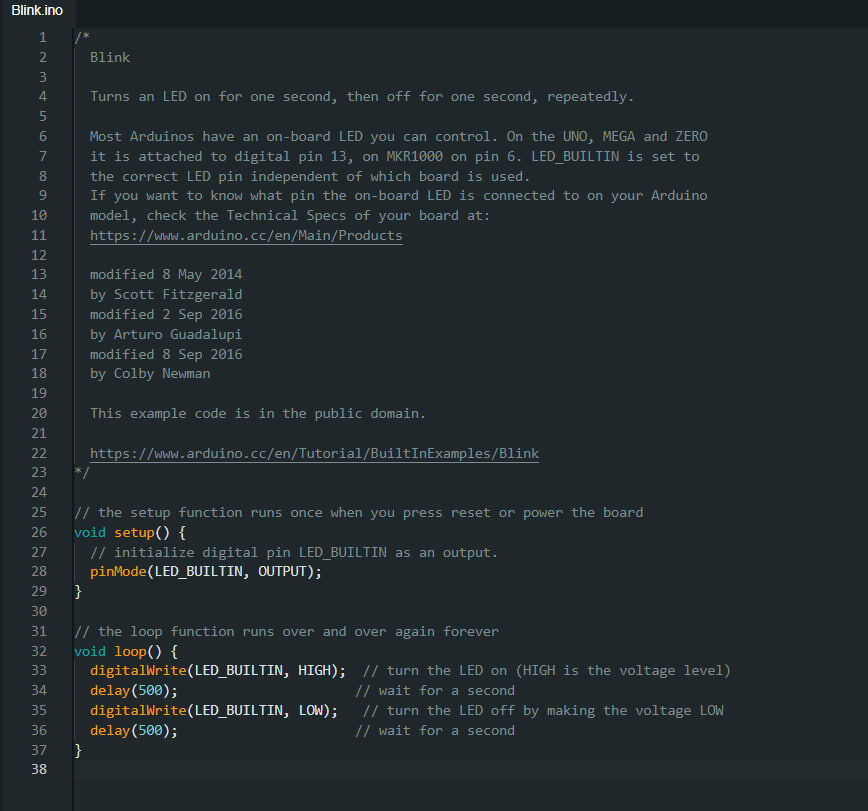 Blink.ino
1 /*
2   Blink
3
4   Turns an LED on for one second, then off for one second, repeatedly.
5
6   Most Arduinos have an on-board LED you can control. On the UNO, MEGA and ZERO
7   it is attached to digital pin 13, on MKR1000 on pin 6. LED_BUILTIN is set to
8   the correct LED pin independent of which board is used.
9   If you want to know what pin the on-board LED is connected to on your Arduino
10   model, check the Technical Specs of your board at:
11   https://www.arduino.cc/en/Main/Products
12
13   modified 8 May 2014
14   by Scott Fitzgerald
15   modified 2 Sep 2016
16   by Arturo Guadalupi
17   modified 8 Sep 2016
18   by Colby Newman
19
20   This example code is in the public domain.
21
22   https://www.arduino.cc/en/Tutorial/BuiltInExamples/Blink
23 */
24
25 // the setup function runs once when you press reset or power the board
26 void setup() {
27   // initialize digital pin LED_BUILTIN as an output.
28   pinMode(LED_BUILTIN, OUTPUT);
29 }
30
31 // the loop function runs over and over again forever
32 void loop() {
33   digitalWrite(LED_BUILTIN, HIGH);  // turn the LED on (HIGH is the voltage level)
34   delay(500);                      // wait for a second
35   digitalWrite(LED_BUILTIN, LOW);   // turn the LED off by making the voltage LOW
36   delay(500);                      // wait for a second
37 }
38